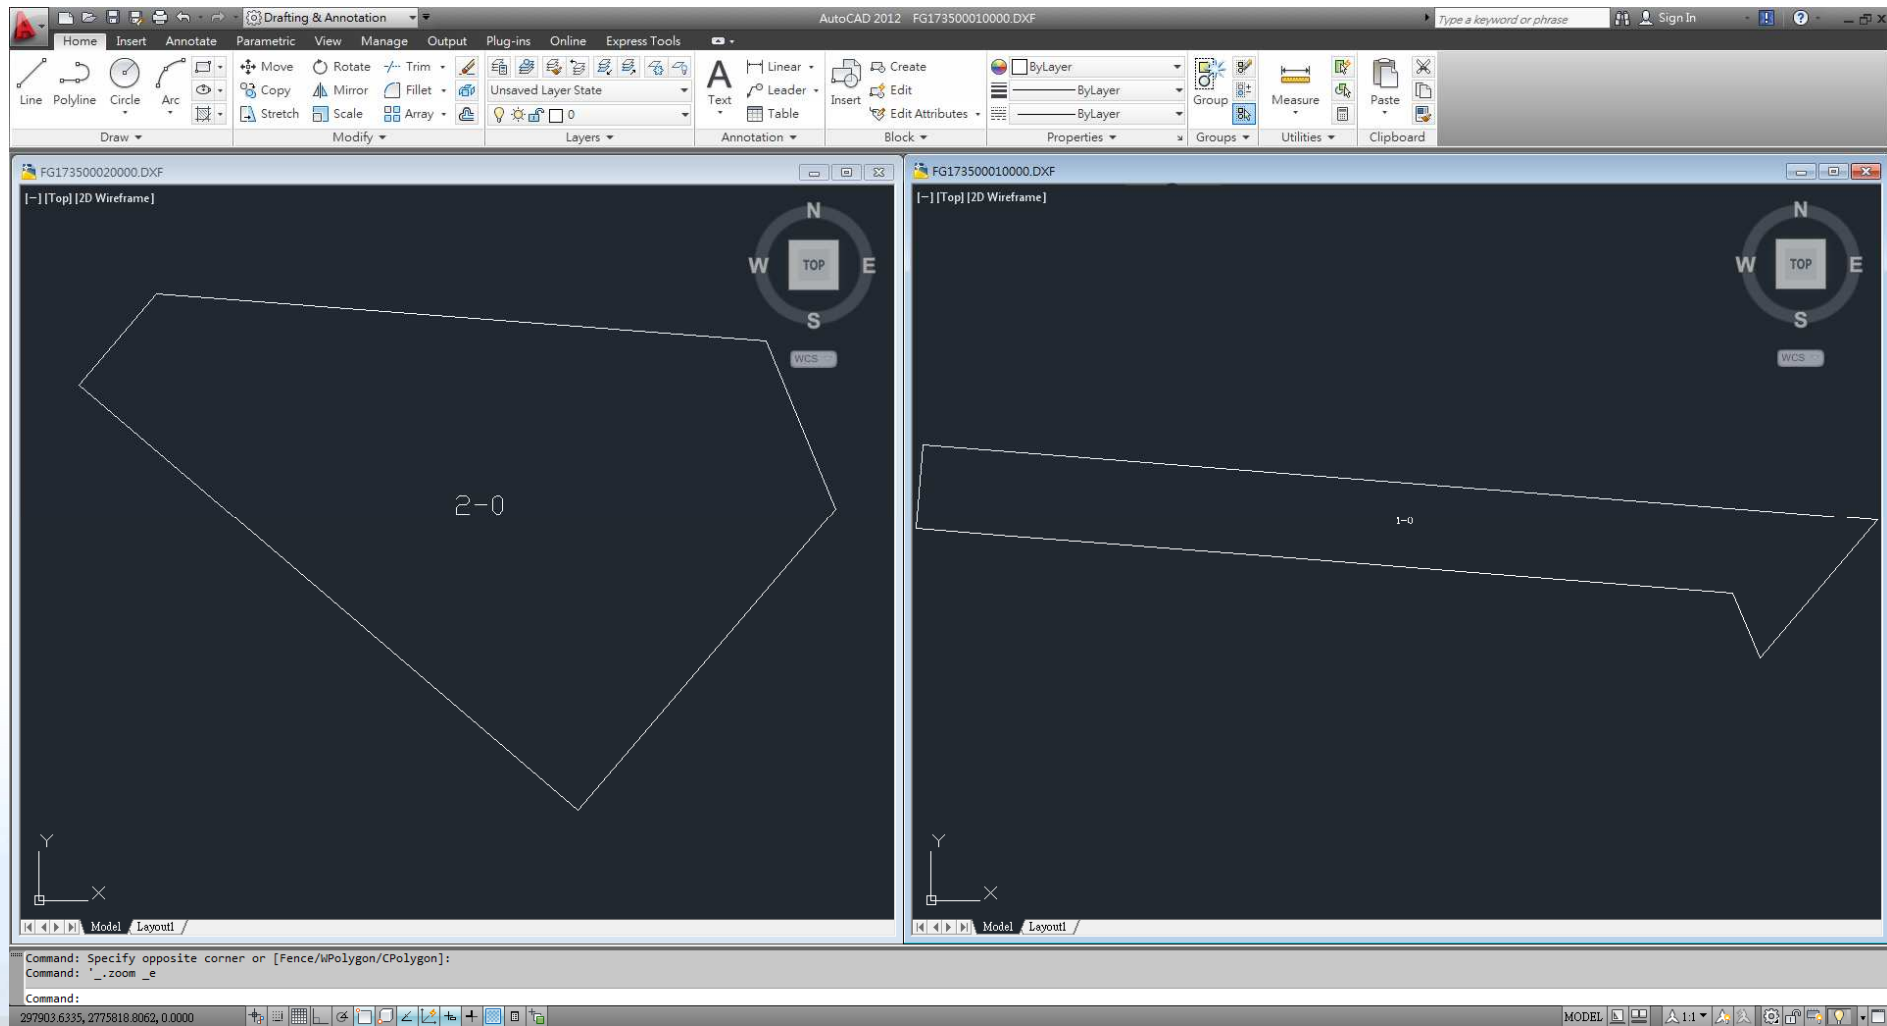 Drafting & Annotation
AutoCAD 2012 FG173500010000.DXF
Type a keyword or phrase
Sign In
Home Insert Annotate Parametric View Manage Output Plug-ins Online Express Tools
Line Polyline Circle Arc
Move Rotate Trim
Copy Mirror Fillet
Stretch Scale Array
Unsaved Layer State
0
Text
Linear
Leader
Table
Insert
Create
Edit
Edit Attributes
ByLayer
ByLayer
ByLayer
Group
Measure
Paste
Draw Modify Layers Annotation Block Properties Groups Utilities Clipboard
FG173500020000.DXF
[−] [Top] [2D Wireframe]
N
W TOP E
S
WCS
2-0
Y
X
Model Layout1
FG173500010000.DXF
[−] [Top] [2D Wireframe]
N
W TOP E
S
WCS
1-0
Y
X
Model Layout1
Command: Specify opposite corner or [Fence/WPolygon/CPolygon]:
Command: '_.zoom _e
Command:
297903.6335, 2775818.8062, 0.0000
MODEL
1:1